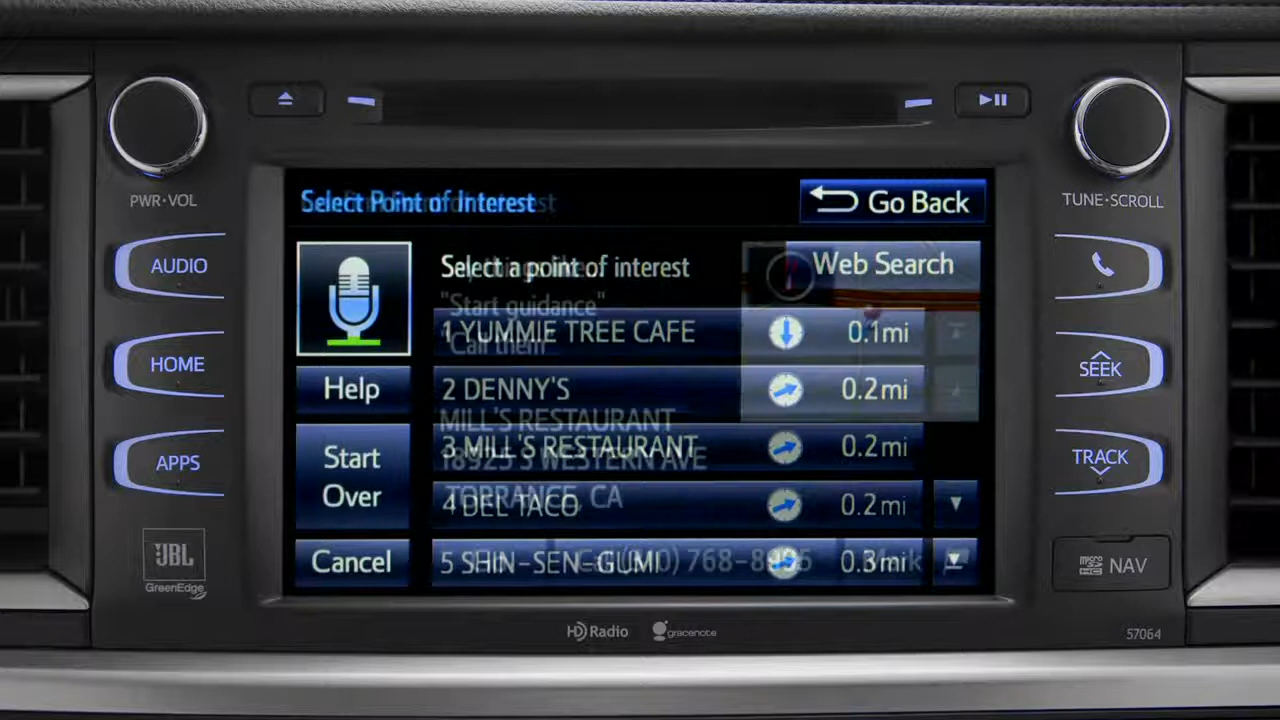 PWR•VOL
AUDIO
HOME
APPS
JBL
GreenEdge
Select Point of Interest
Go Back
Select a point of interest
Web Search
"Start guidance"
"Call them"
1 YUMMIE TREE CAFE 0.1mi
Help
2 DENNY'S 0.2mi
MILL'S RESTAURANT
3 MILL'S RESTAURANT 0.2mi
18925 S WESTERN AVE
Start
Over
TORRANCE, CA
4 DEL TACO 0.2mi
Cancel
5 SHIN-SEN-GUMI 0.3mi
TUNE•SCROLL
SEEK
TRACK
micro
NAV
HD Radio
gracenote
57064